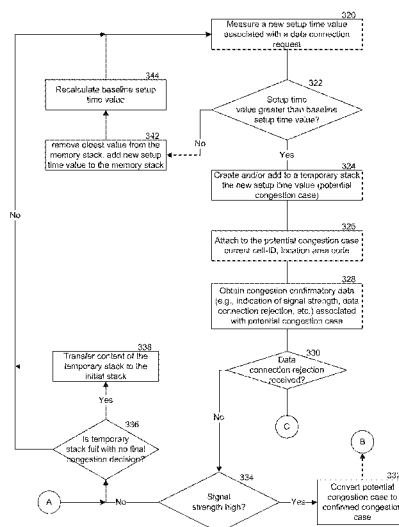 320
Measure a new setup time value
associated with a data connection
request
344
Recalculate baseline setup
time value
322
Setup time
value greater than baseline
setup time value?
No
342
remove oldest value from the
memory stack, add new setup
time value to the memory stack
Yes
324
Create and/or add to a temporary stack
the new setup time value (potential
congestion case)
No
326
Attach to the potential congestion case
current cell-ID, location area code
328
Obtain congestion confirmatory data
(e.g., indication of signal strength, data
connection rejection, etc.) associated
with potential congestion case
338
Transfer content of the
temporary stack to the
initial stack
330
Data
connection rejection
received?
Yes
336
Is temporary
stack full with no final
congestion decision?
No
C
B
334
Signal
strength high?
A
No
Yes
332
Convert potential
congestion case to
confirmed congestion
case